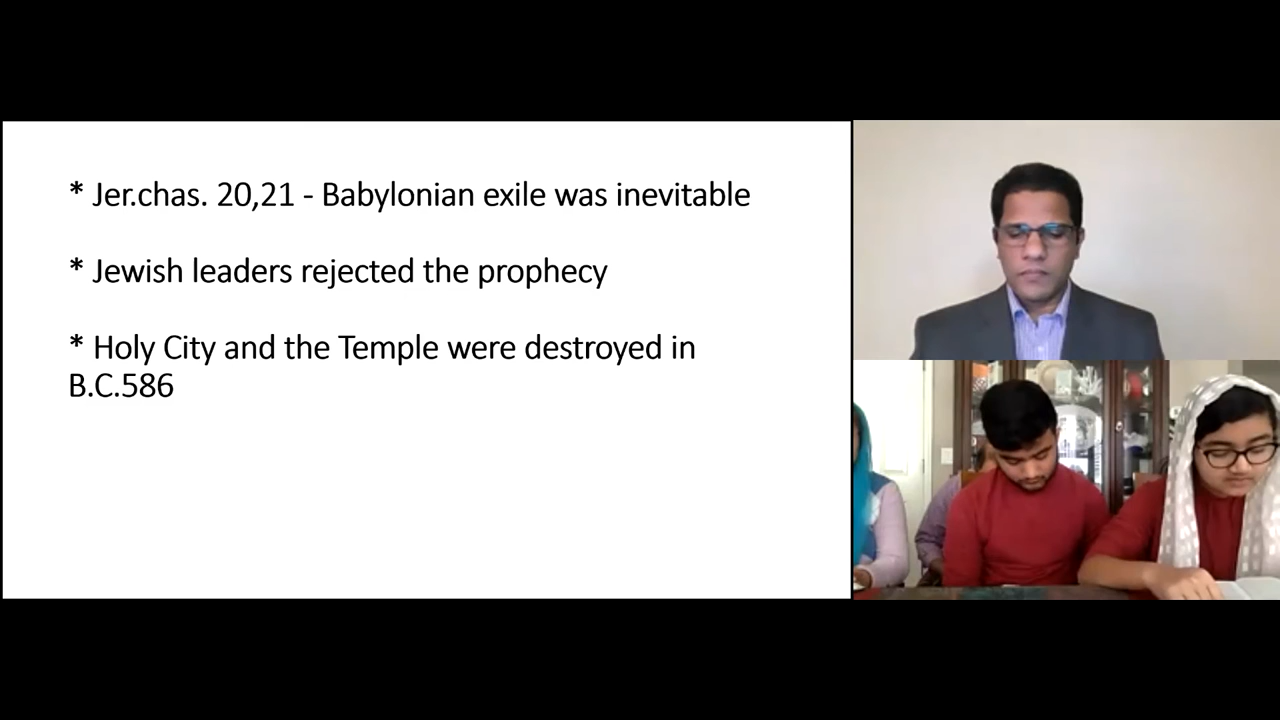 * Jer.chas. 20,21 - Babylonian exile was inevitable
* Jewish leaders rejected the prophecy
* Holy City and the Temple were destroyed in
B.C.586